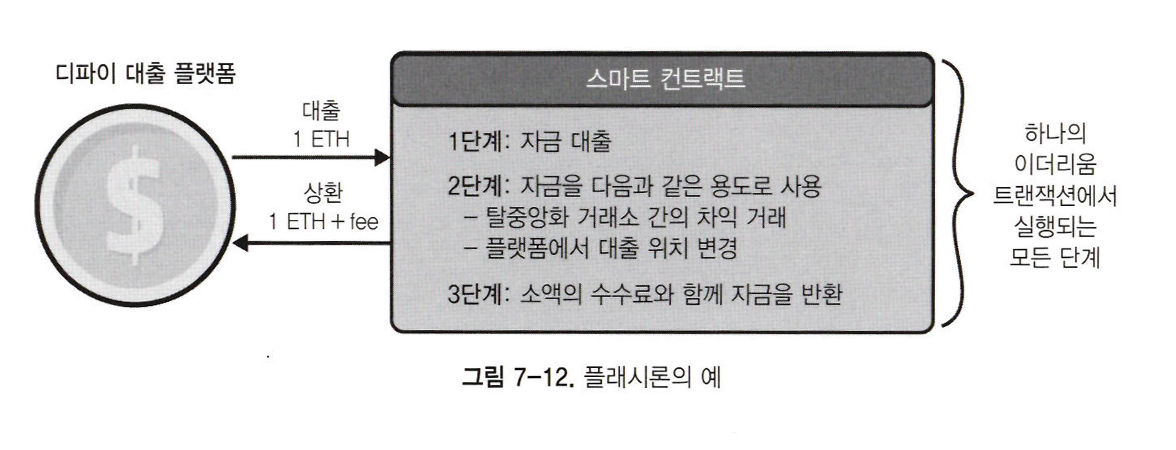 디파이 대출 플랫폼
$
대출
1 ETH
상환
1 ETH+fee
스마트 컨트랙트
1단계: 자금 대출
2단계: 자금을 다음과 같은 용도로 사용
– 탈중앙화 거래소 간의 차익 거래
– 플랫폼에서 대출 위치 변경
3단계: 소액의 수수료와 함께 자금을 반환
하나의
이더리움
트랜잭션에서
실행되는
모든 단계
그림 7–12. 플래시론의 예